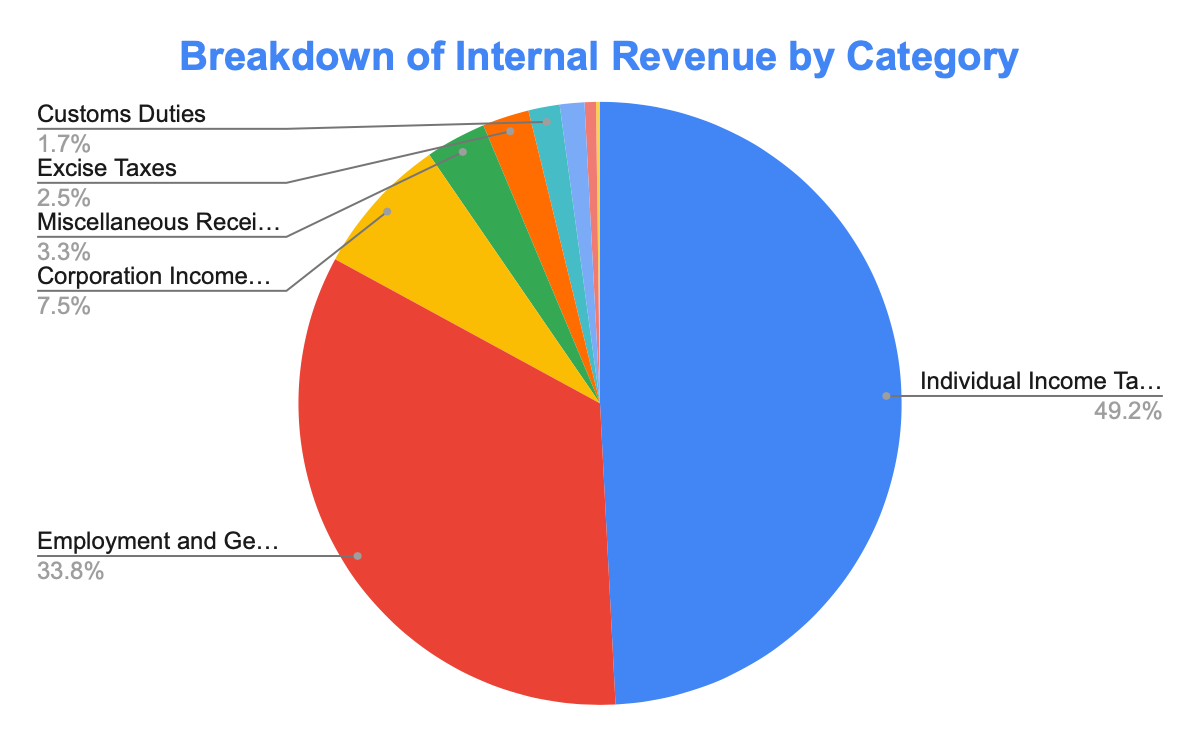 Breakdown of Internal Revenue by Category
Customs Duties
1.7%
Excise Taxes
2.5%
Miscellaneous Recei…
3.3%
Corporation Income…
7.5%
Individual Income Ta…
49.2%
Employment and Ge…
33.8%